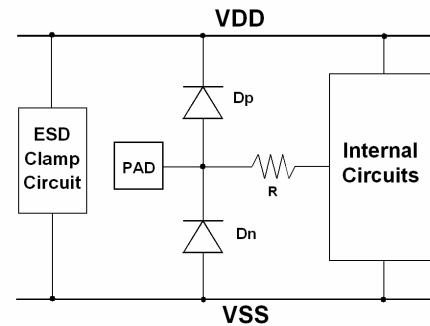 VDD
Dp
ESD
Clamp
Circuit
PAD
R
Internal
Circuits
Dn
VSS